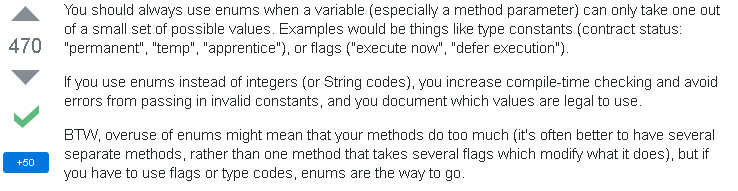 You should always use enums when a variable (especially a method parameter) can only take one out
of a small set of possible values. Examples would be things like type constants (contract status:
"permanent", "temp", "apprentice"), or flags ("execute now", "defer execution").
470
If you use enums instead of integers (or String codes), you increase compile-time checking and avoid
errors from passing in invalid constants, and you document which values are legal to use.
BTW, overuse of enums might mean that your methods do too much (it's often better to have several
+50
separate methods, rather than one method that takes several flags which modify what it does), but if
you have to use flags or type codes, enums are the way to go.